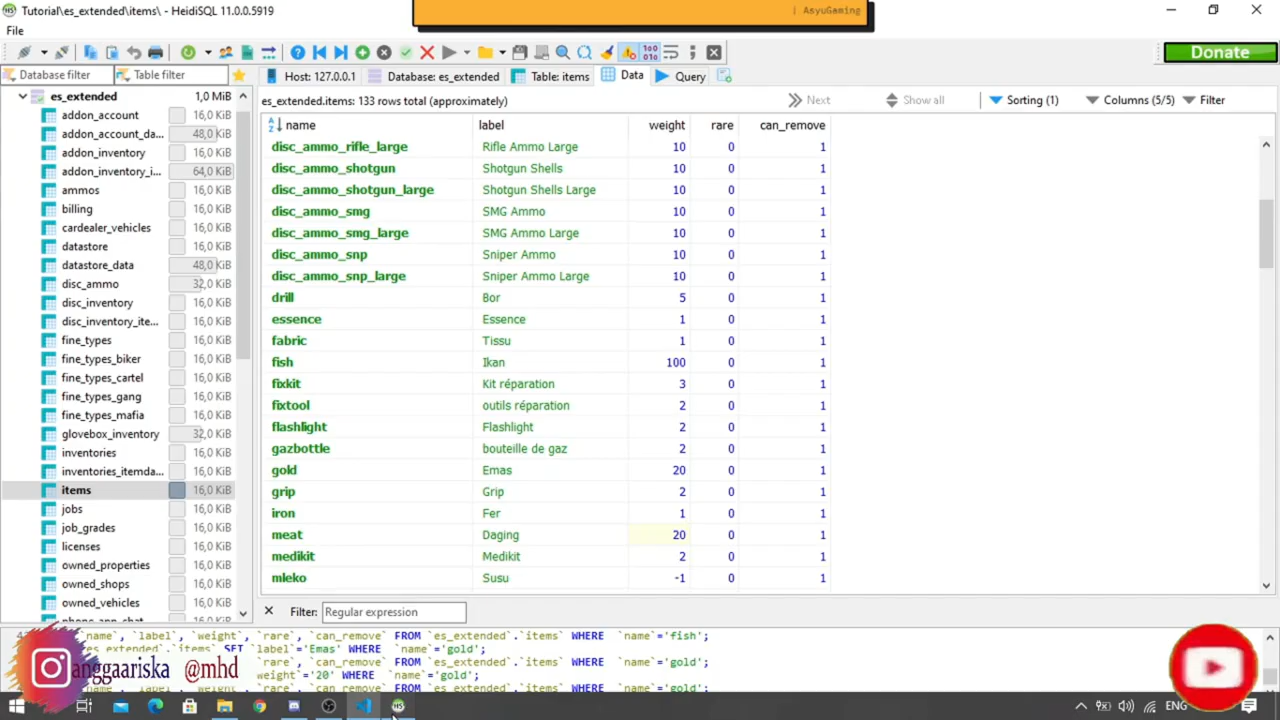 | AsyuGaming
Tutorial\es_extended\items\ - HeidiSQL 11.0.0.5919
File
Donate
Database filter
Table filter
Host: 127.0.0.1
Database: es_extended
Table: items
Data
Query
es_extended 1,0 MiB
addon_account 16,0 KiB
addon_account_da... 48,0 KiB
addon_inventory 16,0 KiB
addon_inventory_i... 64,0 KiB
ammos 16,0 KiB
billing 16,0 KiB
cardealer_vehicles 16,0 KiB
datastore 16,0 KiB
datastore_data 48,0 KiB
disc_ammo 32,0 KiB
disc_inventory 16,0 KiB
disc_inventory_ite... 16,0 KiB
fine_types 16,0 KiB
fine_types_biker 16,0 KiB
fine_types_cartel 16,0 KiB
fine_types_gang 16,0 KiB
fine_types_mafia 16,0 KiB
glovebox_inventory 32,0 KiB
inventories 16,0 KiB
inventories_itemda... 16,0 KiB
items 16,0 KiB
jobs 16,0 KiB
job_grades 16,0 KiB
licenses 16,0 KiB
owned_properties 16,0 KiB
owned_shops 16,0 KiB
owned_vehicles 16,0 KiB
es_extended.items: 133 rows total (approximately)
Next
Show all
Sorting (1)
Columns (5/5)
Filter
name label weight rare can_remove
disc_ammo_rifle_large Rifle Ammo Large 10 0 1
disc_ammo_shotgun Shotgun Shells 10 0 1
disc_ammo_shotgun_large Shotgun Shells Large 10 0 1
disc_ammo_smg SMG Ammo 10 0 1
disc_ammo_smg_large SMG Ammo Large 10 0 1
disc_ammo_snp Sniper Ammo 10 0 1
disc_ammo_snp_large Sniper Ammo Large 10 0 1
drill Bor 5 0 1
essence Essence 1 0 1
fabric Tissu 1 0 1
fish Ikan 100 0 1
fixkit Kit réparation 3 0 1
fixtool outils réparation 2 0 1
flashlight Flashlight 2 0 1
gazbottle bouteille de gaz 2 0 1
gold Emas 20 0 1
grip Grip 2 0 1
iron Fer 1 0 1
meat Daging 20 0 1
medikit Medikit 2 0 1
mleko Susu -1 0 1
Filter: Regular expression
`label`, `weight`, `rare`, `can_remove` FROM `es_extended`.`items` WHERE `name`='fish';
SET `label`='Emas' WHERE `name`='gold';
`weight`, `rare`, `can_remove` FROM `es_extended`.`items` WHERE `name`='gold';
weight`='20' WHERE `name`='gold';
`weight`, `rare`, `can_remove` FROM `es_extended`.`items` WHERE `name`='gold';
anggaariska @mhd
ENG